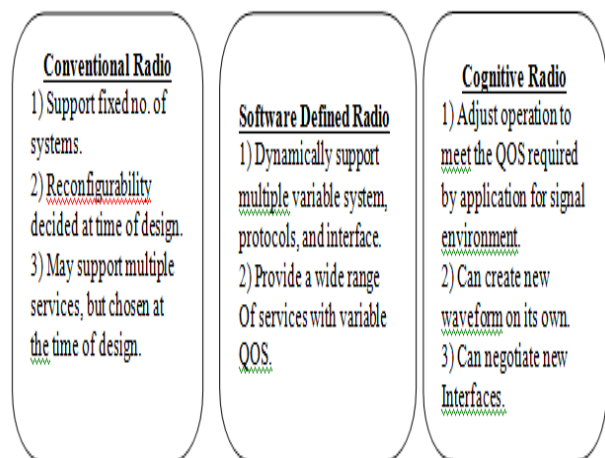 Conventional Radio
1) Support fixed no. of
systems.
2) Reconfigurability
decided at time of design.
3) May support multiple
services, but chosen at
the time of design.
Software Defined Radio
1) Dynamically support
multiple variable system,
protocols, and interface.
2) Provide a wide range
Of services with variable
QOS.
Cognitive Radio
1) Adjust operation to
meet the QOS required
by application for signal
environment.
2) Can create new
waveform on its own.
3) Can negotiate new
Interfaces.